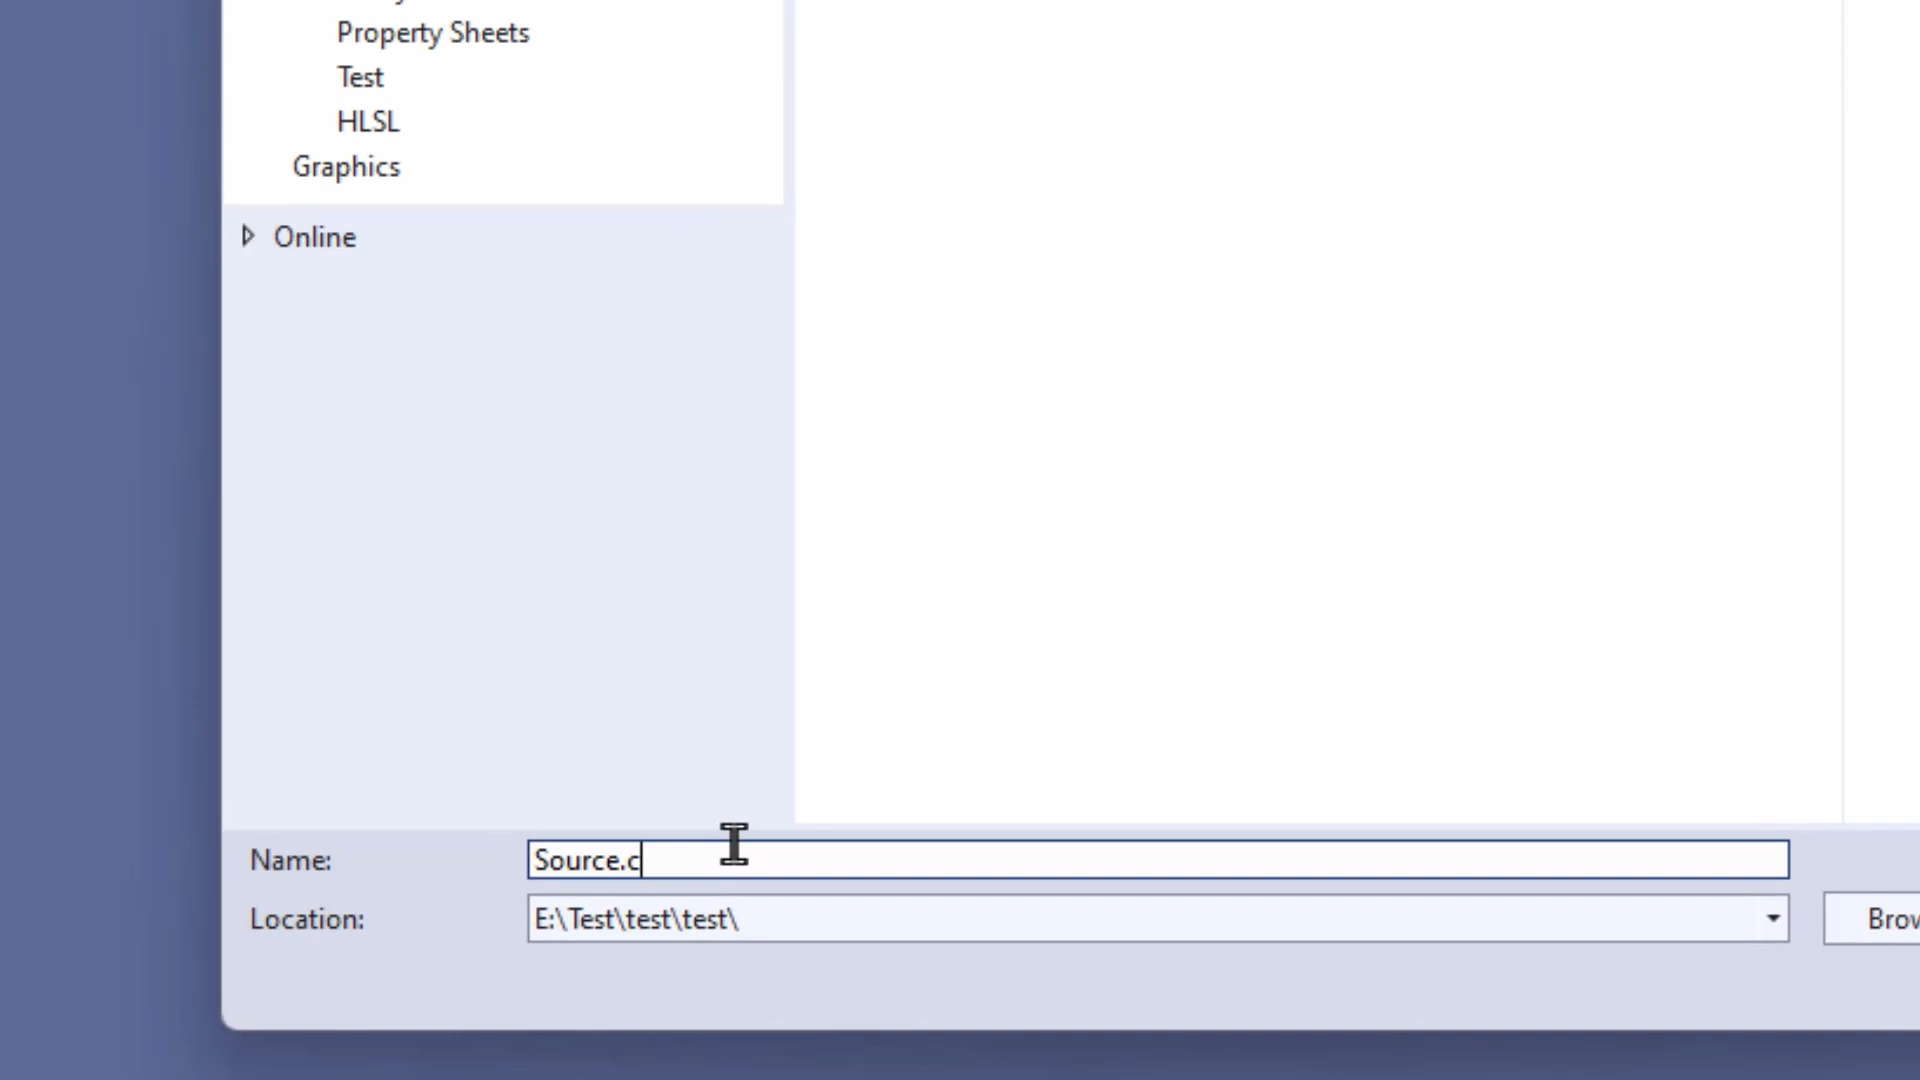 Property Sheets
Test
HLSL
Graphics
Online
Name: Source.c
Location: E:\Test\test\test\